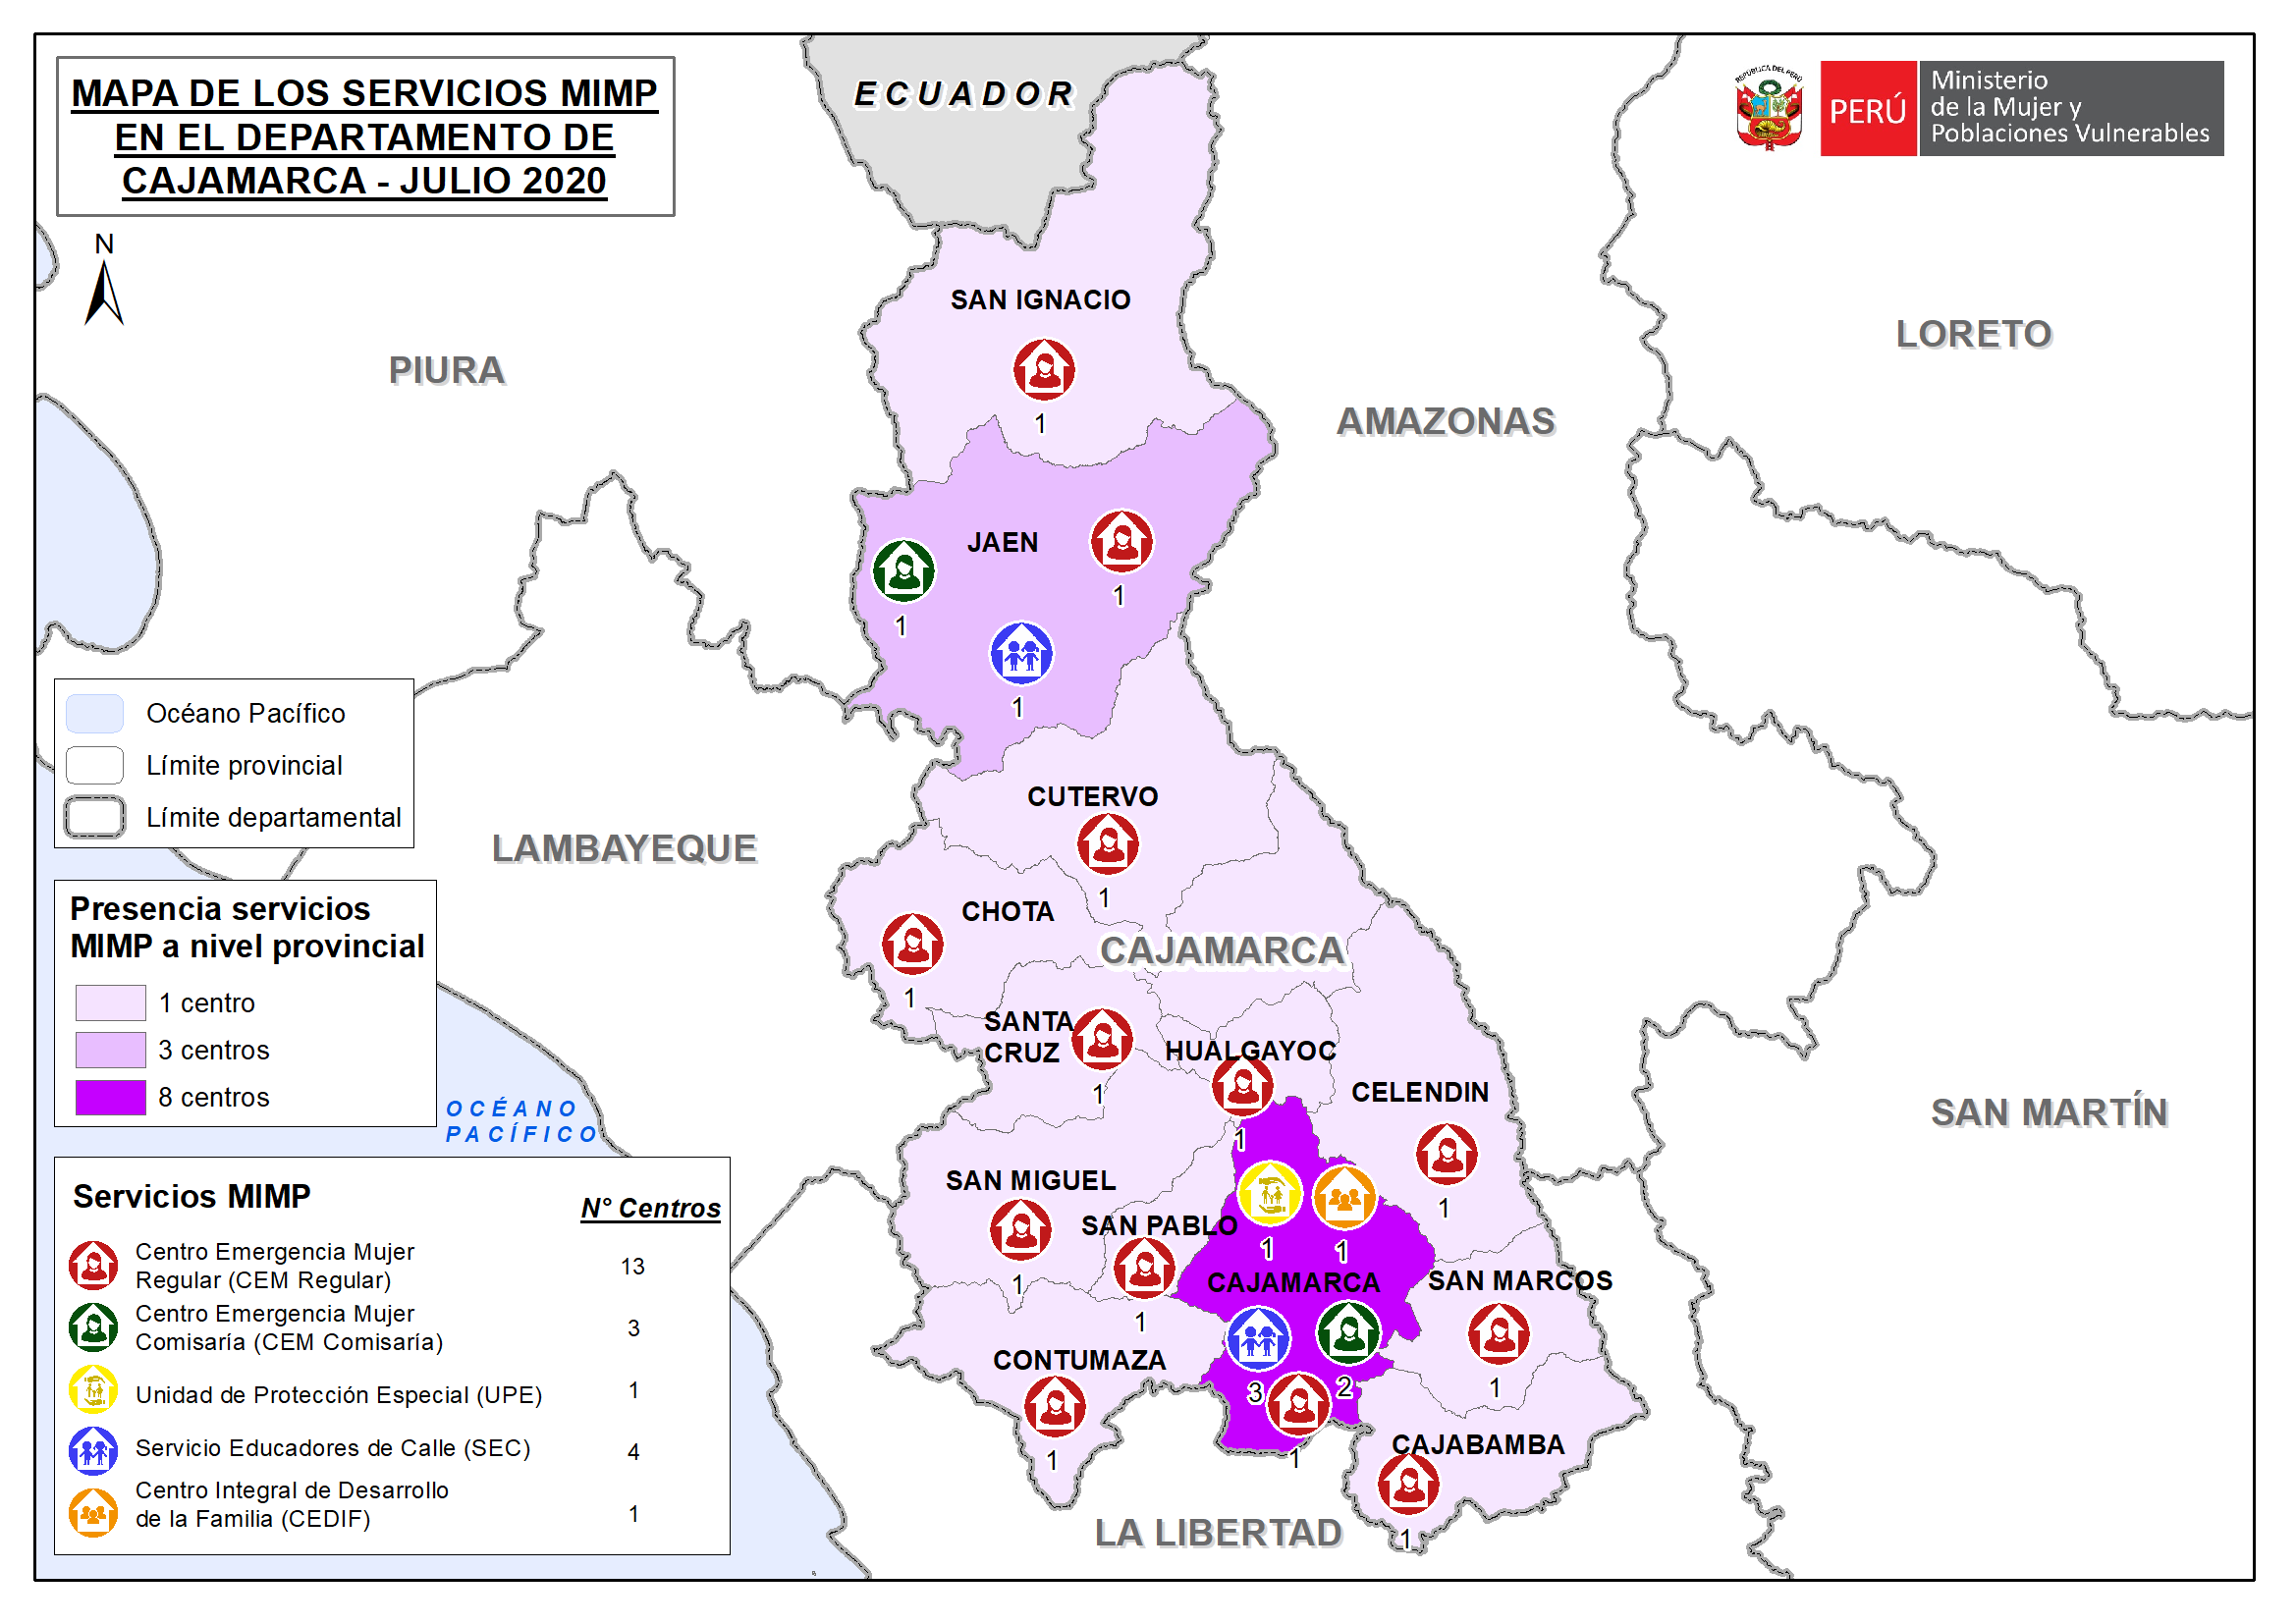 MAPA DE LOS SERVICIOS MIMP
EN EL DEPARTAMENTO DE
CAJAMARCA - JULIO 2020
ECUADOR
REPÚBLICA DEL PERÚ
PERÚ
Ministerio
de la Mujer y
Poblaciones Vulnerables
N
SAN IGNACIO
1
PIURA
LORETO
AMAZONAS
JAEN
1
1
1
Océano Pacífico
Límite provincial
Límite departamental
CUTERVO
1
LAMBAYEQUE
CHOTA
1
CAJAMARCA
Presencia servicios
MIMP a nivel provincial
1 centro
3 centros
8 centros
SANTA
CRUZ
1
HUALGAYOC
1
CELENDIN
1
OCÉANO
PACÍFICO
SAN MARTÍN
SAN MIGUEL
1
SAN PABLO
1
1
1
CAJAMARCA
3
2
1
SAN MARCOS
1
CONTUMAZA
1
CAJABAMBA
1
LA LIBERTAD
Servicios MIMP
N° Centros
Centro Emergencia Mujer
Regular (CEM Regular)
13
Centro Emergencia Mujer
Comisaría (CEM Comisaría)
3
Unidad de Protección Especial (UPE)
1
Servicio Educadores de Calle (SEC)
4
Centro Integral de Desarrollo
de la Familia (CEDIF)
1